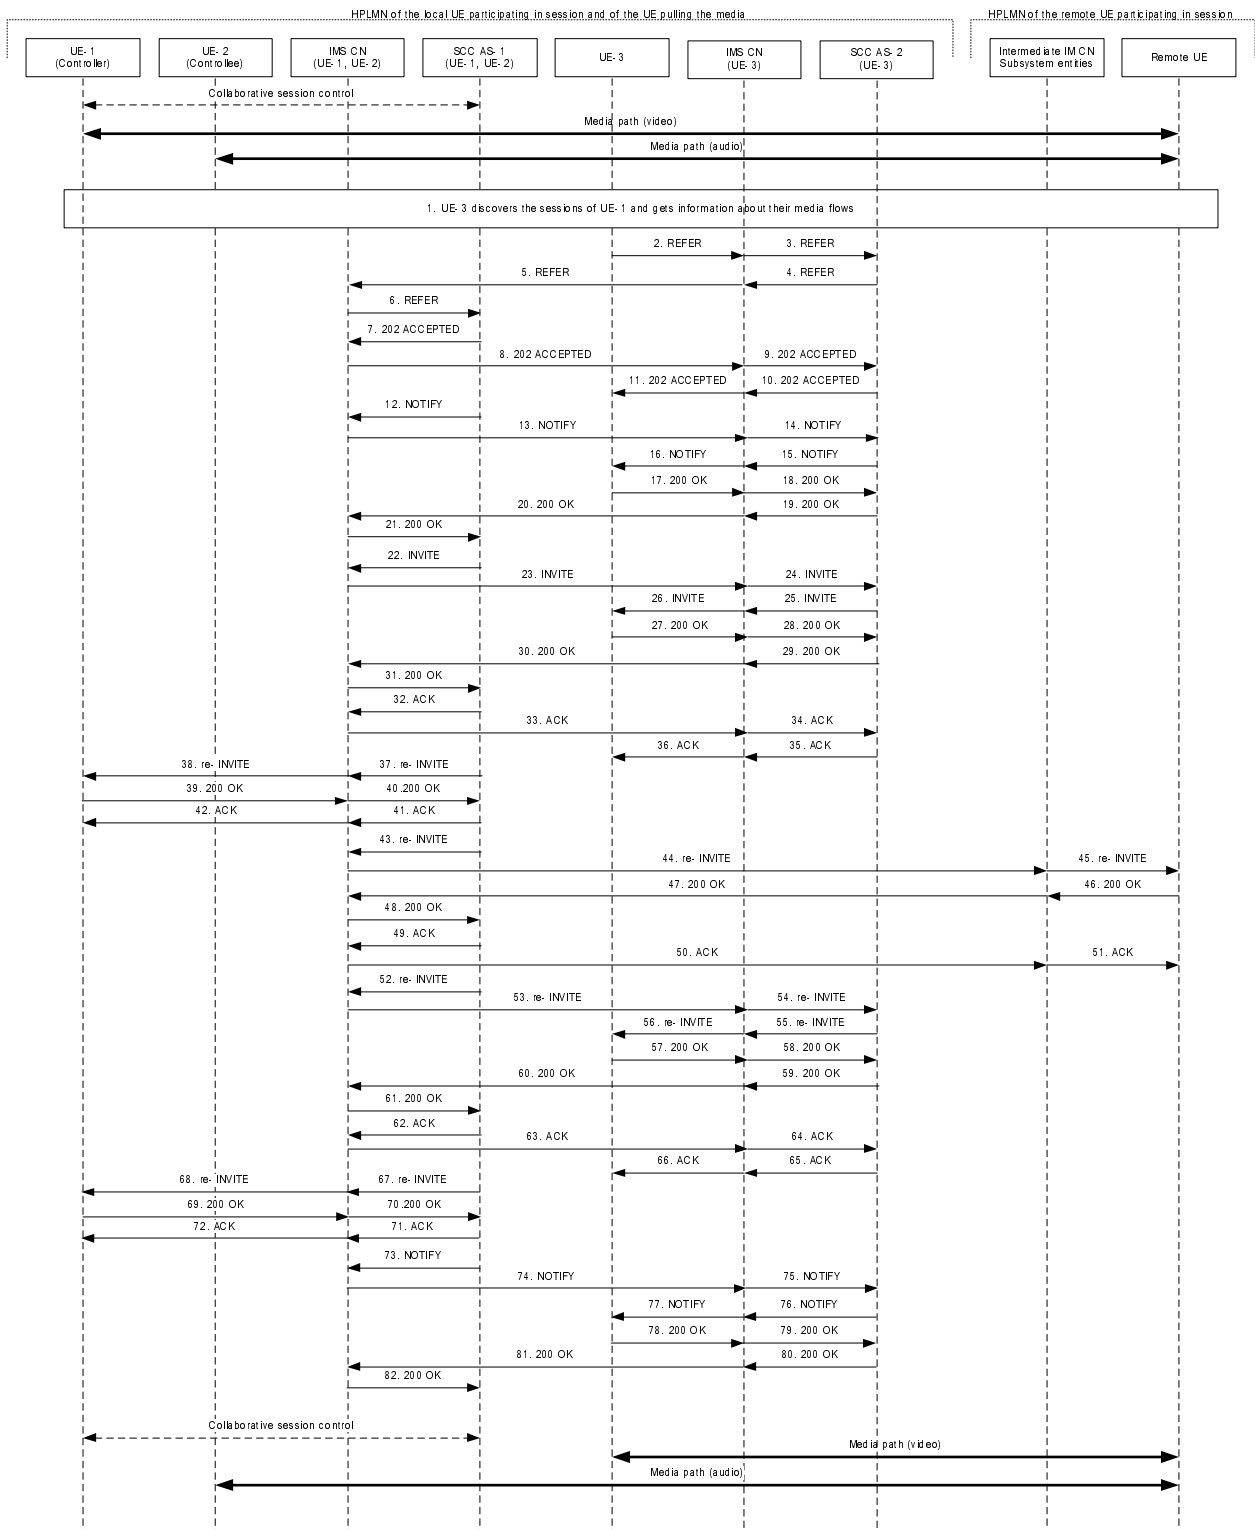 HPLMN of the local UE participating in session and of the UE pulling the media
HPLMN of the remote UE participating in session
UE-1
(Controller)
UE-2
(Controllee)
IMS CN
(UE-1, UE-2)
SCC AS-1
(UE-1, UE-2)
UE-3
IMS CN
(UE-3)
SCC AS-2
(UE-3)
Intermediate IM CN
Subsystem entities
Remote UE
Collaborative session control
Media path (video)
Media path (audio)
1. UE-3 discovers the sessions of UE-1 and gets information about their media flows
2. REFER
3. REFER
5. REFER
4. REFER
6. REFER
7. 202 ACCEPTED
8. 202 ACCEPTED
9. 202 ACCEPTED
11. 202 ACCEPTED
10. 202 ACCEPTED
12. NOTIFY
13. NOTIFY
14. NOTIFY
16. NOTIFY
15. NOTIFY
17. 200 OK
18. 200 OK
20. 200 OK
19. 200 OK
21. 200 OK
22. INVITE
23. INVITE
24. INVITE
26. INVITE
25. INVITE
27. 200 OK
28. 200 OK
30. 200 OK
29. 200 OK
31. 200 OK
32. ACK
33. ACK
34. ACK
36. ACK
35. ACK
38. re-INVITE
37. re-INVITE
39. 200 OK
40.200 OK
42. ACK
41. ACK
43. re-INVITE
44. re-INVITE
45. re-INVITE
47. 200 OK
46. 200 OK
48. 200 OK
49. ACK
50. ACK
51. ACK
52. re-INVITE
53. re-INVITE
54. re-INVITE
56. re-INVITE
55. re-INVITE
57. 200 OK
58. 200 OK
60. 200 OK
59. 200 OK
61. 200 OK
62. ACK
63. ACK
64. ACK
66. ACK
65. ACK
68. re-INVITE
67. re-INVITE
69. 200 OK
70.200 OK
72. ACK
71. ACK
73. NOTIFY
74. NOTIFY
75. NOTIFY
77. NOTIFY
76. NOTIFY
78. 200 OK
79. 200 OK
81. 200 OK
80. 200 OK
82. 200 OK
Collaborative session control
Media path (video)
Media path (audio)